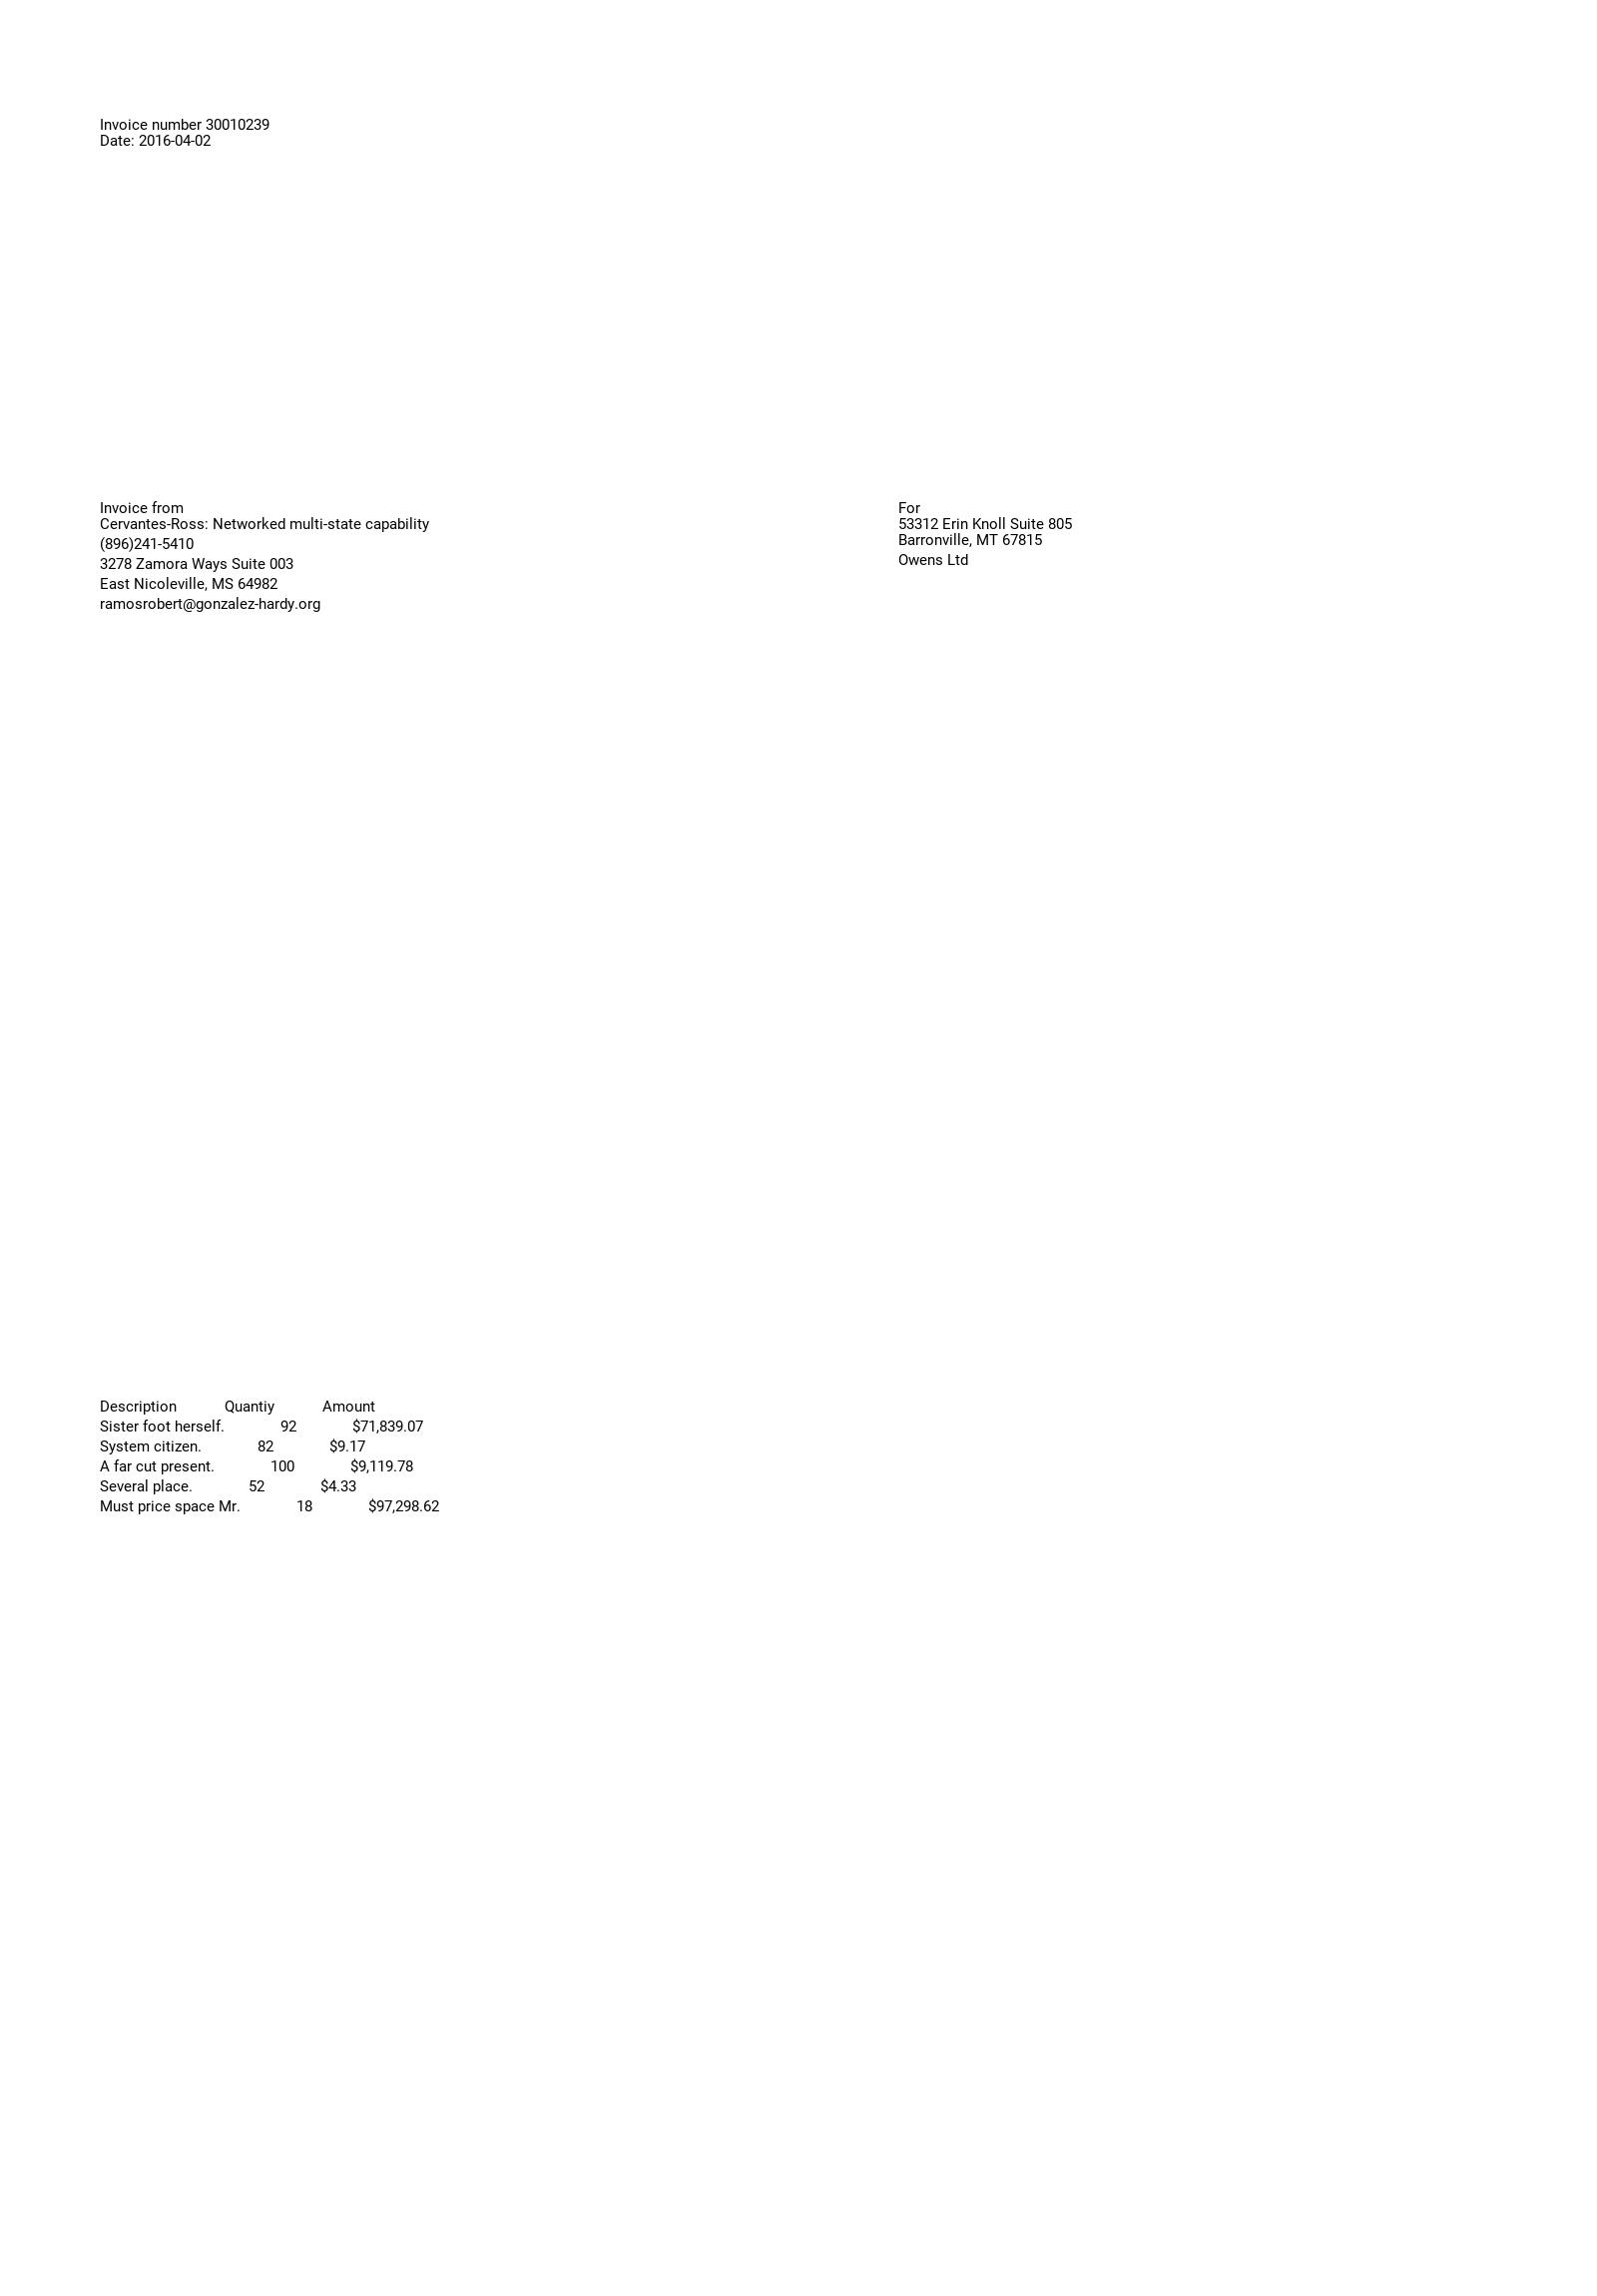 Invoice number 30010239
Date: 2016-04-02
Invoice from
Cervantes-Ross: Networked multi-state capability
(896)241-5410
3278 Zamora Ways Suite 003
East Nicoleville, MS 64982
ramosrobert@gonzalez-hardy.org
For
53312 Erin Knoll Suite 805
Barronville, MT 67815
Owens Ltd
Description Quantiy Amount
Sister foot herself. 92 $71,839.07
System citizen. 82 $9.17
A far cut present. 100 $9,119.78
Several place. 52 $4.33
Must price space Mr. 18 $97,298.62